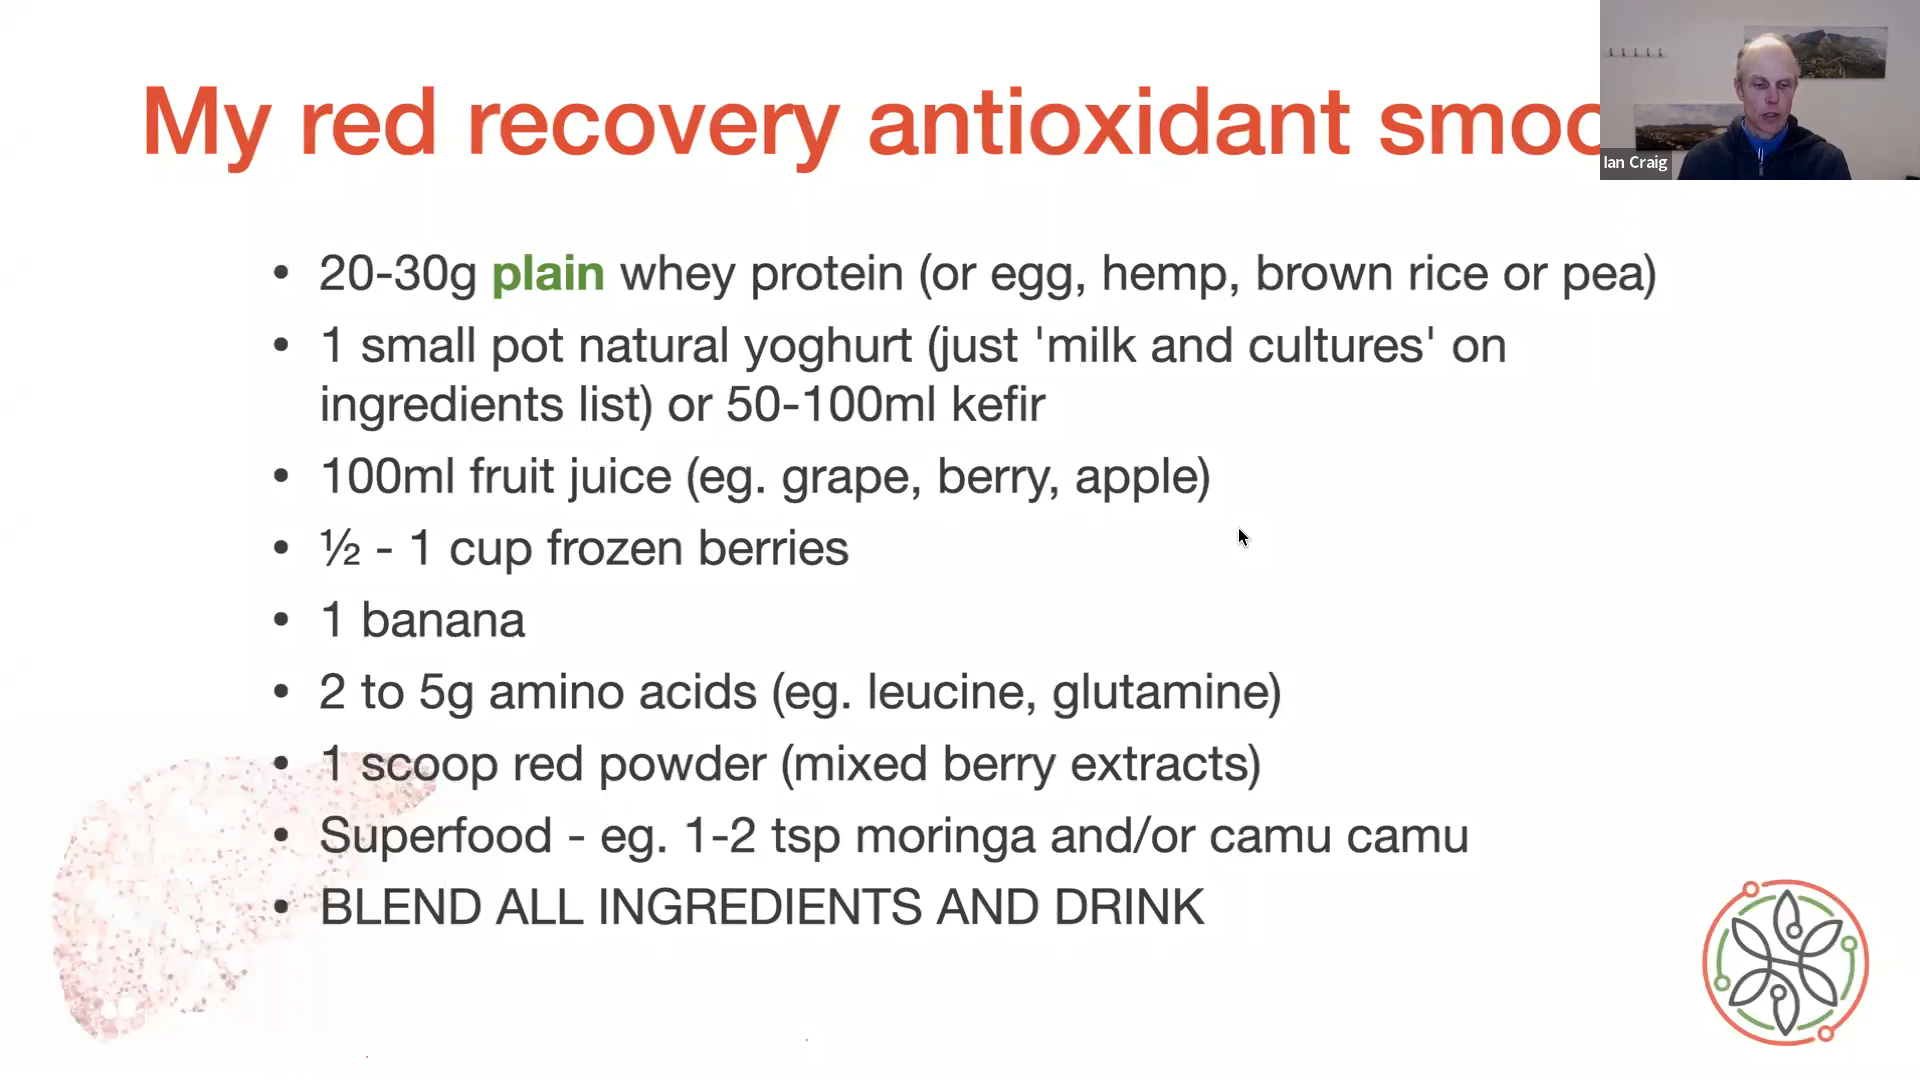 My red recovery antioxidant smoo
Ian Craig
• 20-30g plain whey protein (or egg, hemp, brown rice or pea)
• 1 small pot natural yoghurt (just 'milk and cultures' on
ingredients list) or 50-100ml kefir
• 100ml fruit juice (eg. grape, berry, apple)
• ½ - 1 cup frozen berries
• 1 banana
• 2 to 5g amino acids (eg. leucine, glutamine)
• 1 scoop red powder (mixed berry extracts)
• Superfood - eg. 1-2 tsp moringa and/or camu camu
• BLEND ALL INGREDIENTS AND DRINK